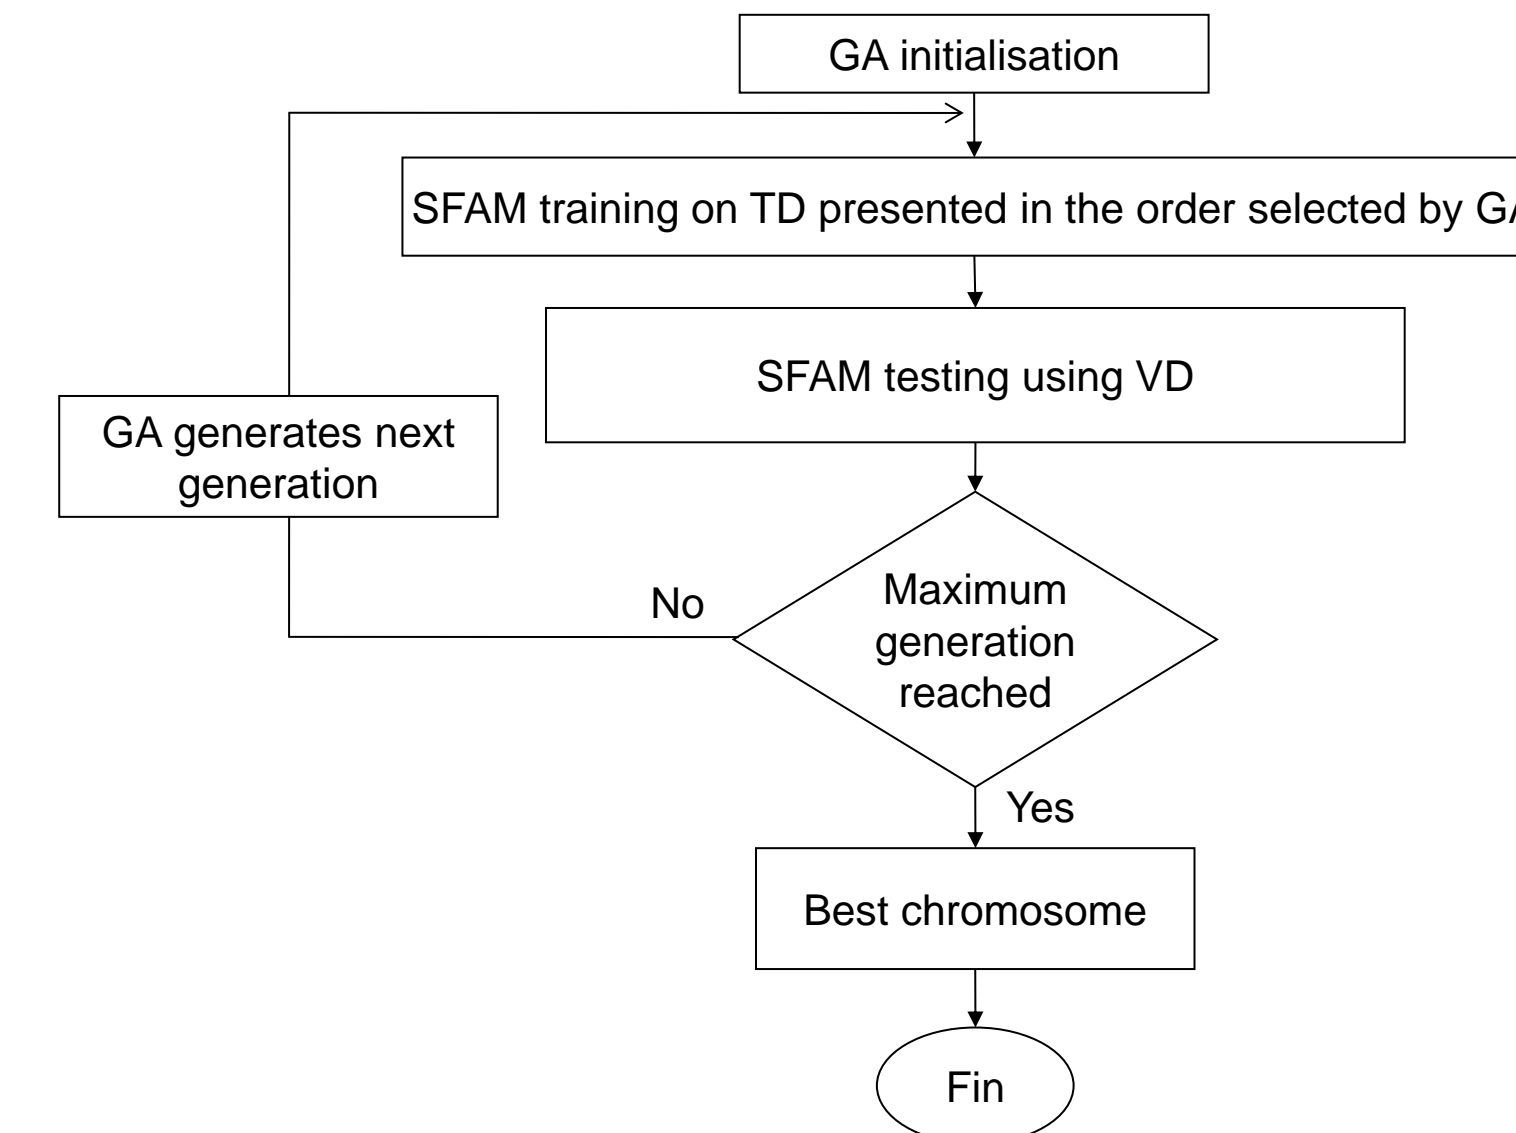 GA initialisation
SFAM training on TD presented in the order selected by GA
SFAM testing using VD
GA generates next
generation
No
Maximum
generation
reached
Yes
Best chromosome
Fin